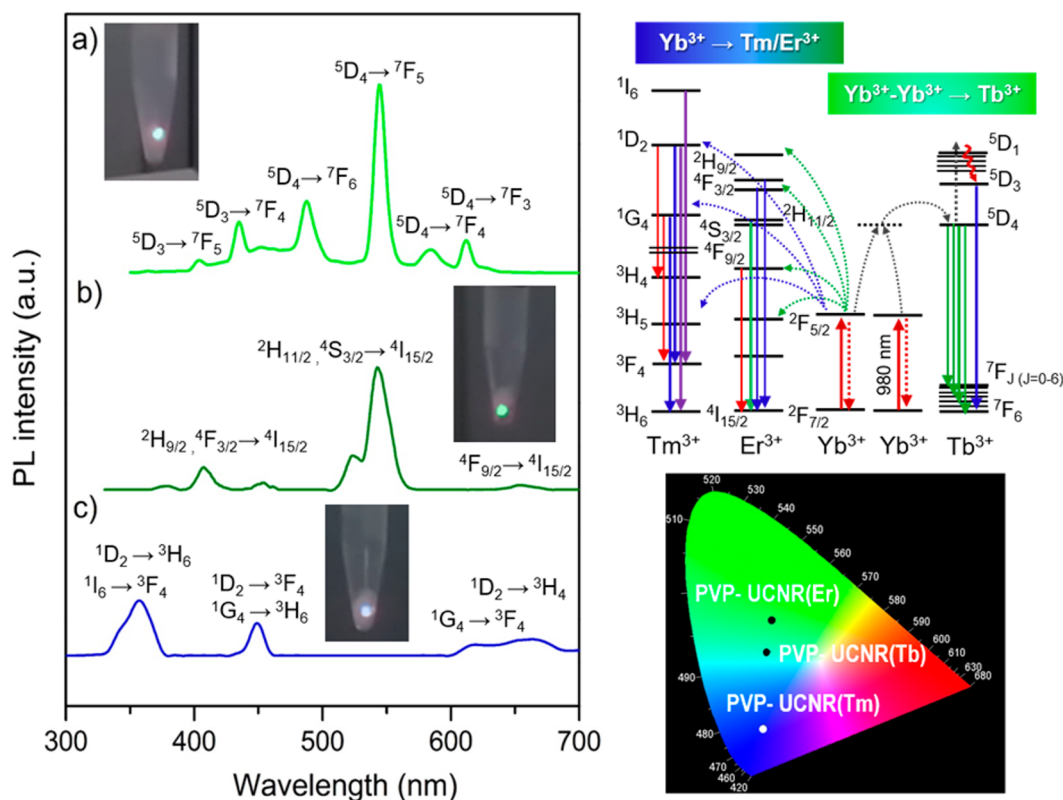 a)
⁵D₄→⁷F₅
⁵D₄→⁷F₆
⁵D₄→⁷F₃
⁵D₃→⁷F₄
⁵D₄→⁷F₄
⁵D₃→⁷F₅
b)
²H₁₁/₂ ,⁴S₃/₂→⁴I₁₅/₂
²H₉/₂ ,⁴F₃/₂→⁴I₁₅/₂
⁴F₉/₂→⁴I₁₅/₂
c)
¹D₂→³H₆
¹I₆→³F₄
¹D₂→³F₄
¹G₄→³H₆
¹D₂→³H₄
¹G₄→³F₄
300 400 500 600 700
Wavelength (nm)
PL intensity (a.u.)
Yb³⁺ → Tm/Er³⁺
Yb³⁺-Yb³⁺ → Tb³⁺
¹I₆
¹D₂
¹G₄
³H₄
³H₅
³F₄
³H₆
Tm³⁺
²H₉/₂
⁴F₃/₂
²H₁₁/₂
⁴S₃/₂
⁴F₉/₂
⁴I₁₅/₂
Er³⁺
²F₅/₂
²F₇/₂
980 nm
Yb³⁺
Yb³⁺
⁵D₁
⁵D₃
⁵D₄
⁷F_J (J=0-6)
⁷F₆
Tb³⁺
520
530
540
550
560
570
580
590
600
610
630
680
510
490
480
470
460
420
PVP- UCNR(Er)
PVP- UCNR(Tb)
PVP- UCNR(Tm)